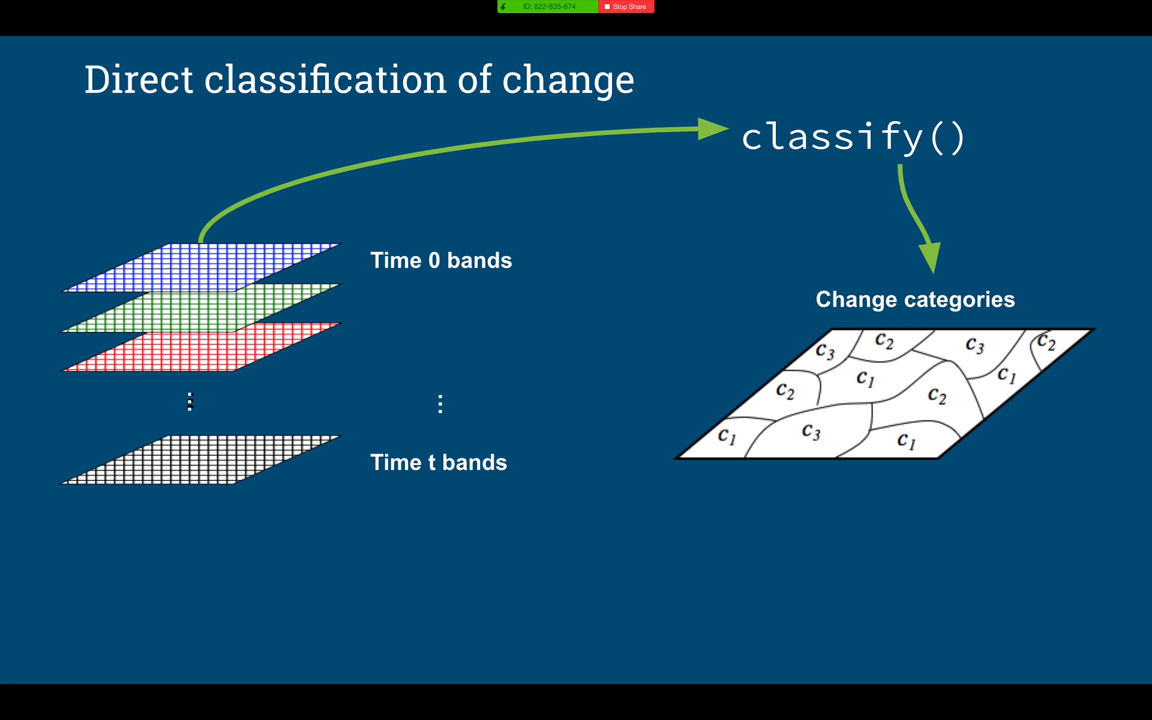 ID: 822-835-674 Stop Share
Direct classification of change
classify()
Time 0 bands
Change categories
c3 c2 c3 c2
c2 c1 c2 c1
c1 c3 c1
⋮ ⋮
Time t bands